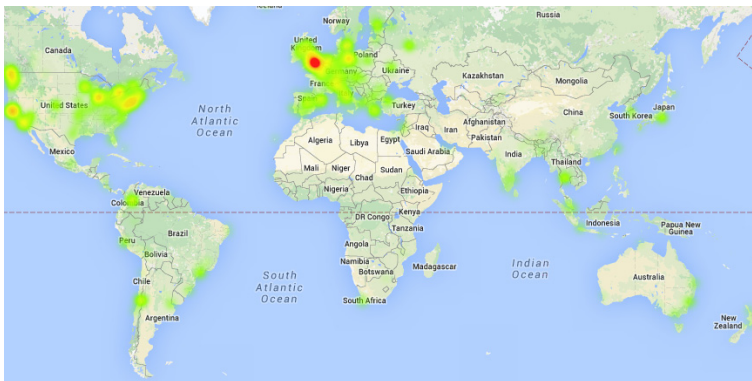 Norway
Russia
Canada
United
Kingdom
Poland
Germany
Ukraine
France
Kazakhstan
Mongolia
United States
Spain
Turkey
North
Atlantic
Ocean
China
Japan
South Korea
Afghanistan
Iraq
Iran
Pakistan
Algeria
Libya
Egypt
Mexico
Saudi Arabia
India
Mali
Niger
Sudan
Chad
Thailand
Nigeria
Ethiopia
Venezuela
Colombia
DR Congo
Kenya
Indonesia
Papua New
Guinea
Tanzania
Brazil
Peru
Angola
Bolivia
Namibia
Madagascar
Botswana
South
Atlantic
Ocean
Indian
Ocean
Chile
Australia
South Africa
Argentina
New
Zealand